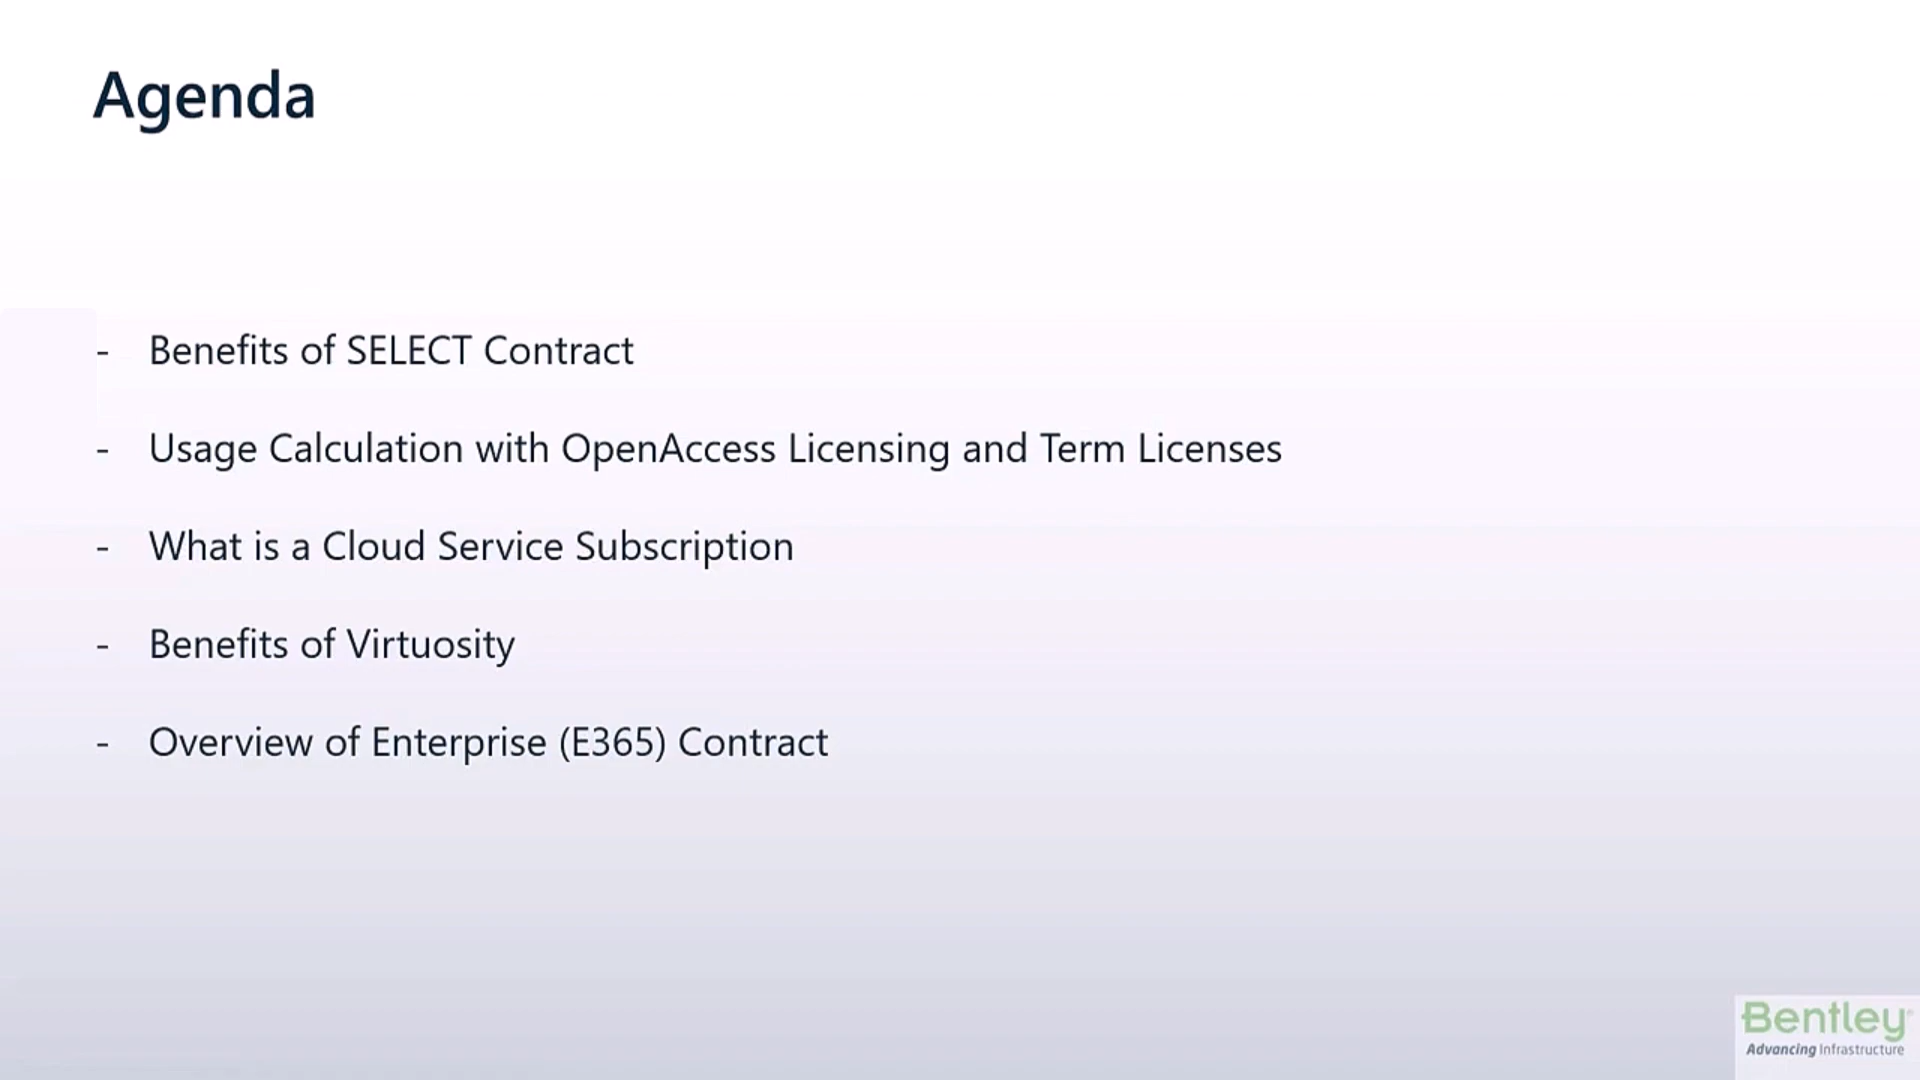 Agenda
- Benefits of SELECT Contract
- Usage Calculation with OpenAccess Licensing and Term Licenses
- What is a Cloud Service Subscription
- Benefits of Virtuosity
- Overview of Enterprise (E365) Contract
Bentley®
Advancing Infrastructure